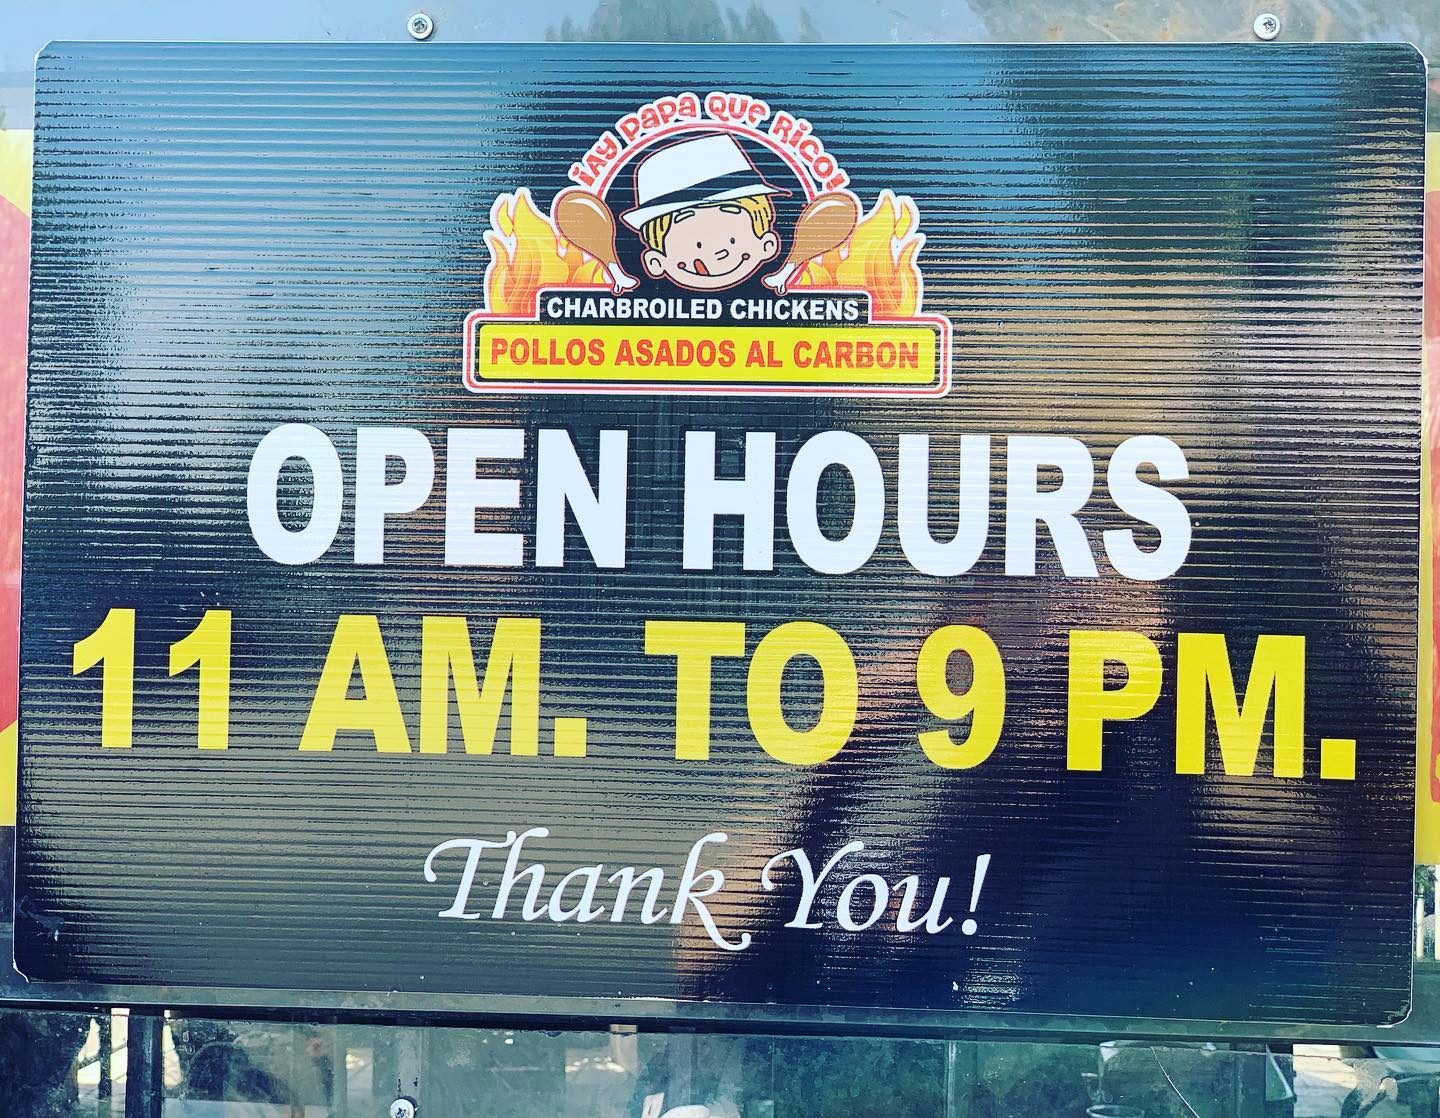 ¡AY PAPA QUE RICO!
CHARBROILED CHICKENS
POLLOS ASADOS AL CARBON
OPEN HOURS
11 AM. TO 9 PM.
Thank You!